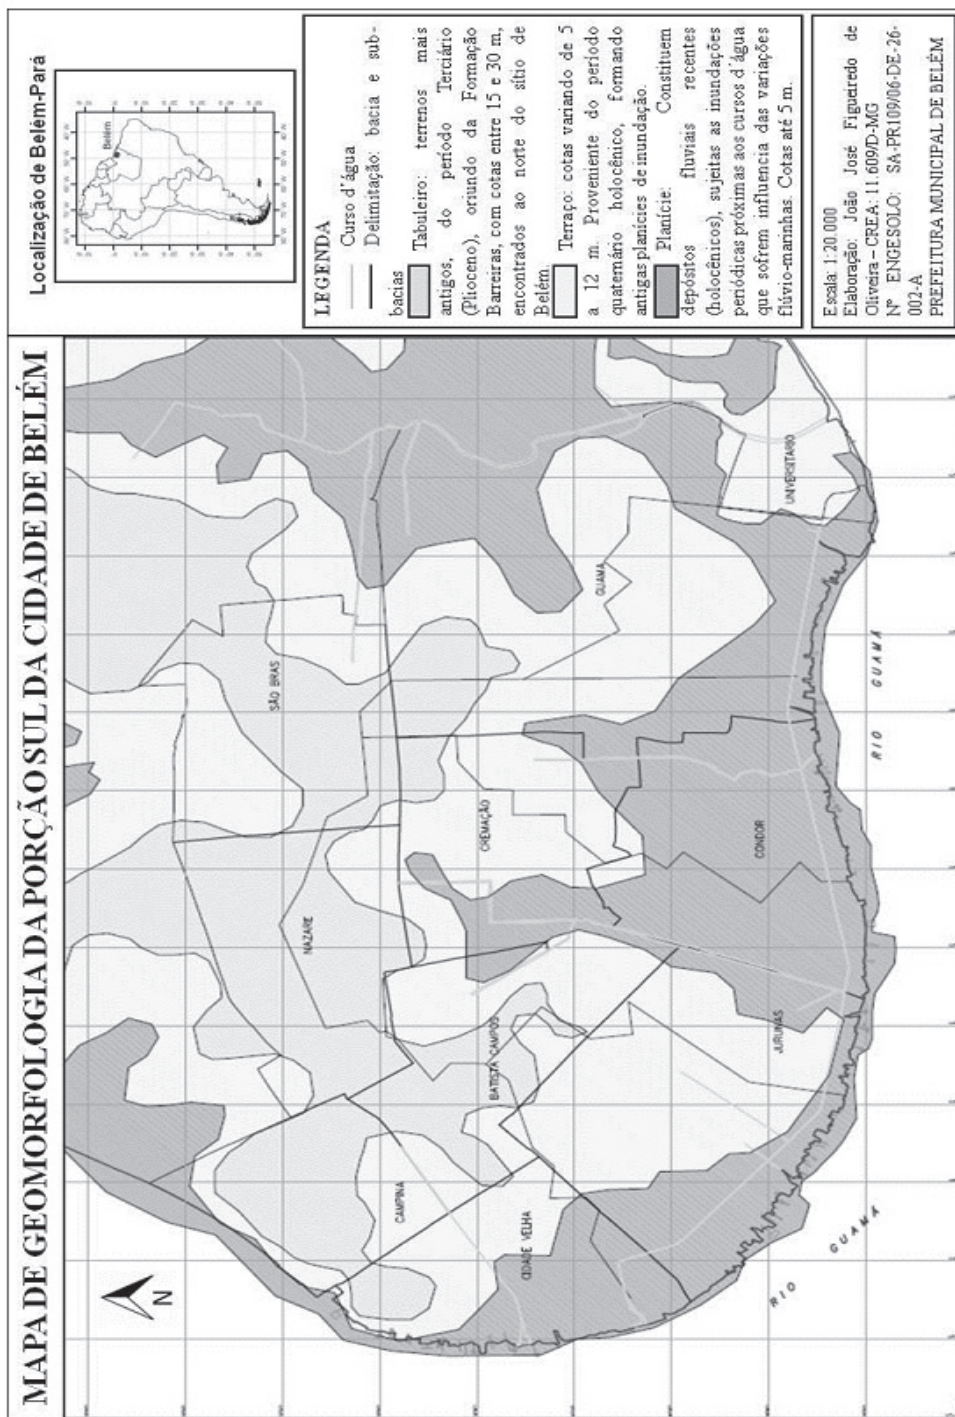 MAPA DE GEOMORFOLOGIA DA PORÇÃO SUL DA CIDADE DE BELÉM
N
SÃO BRAS
NAZARE
CAMPINA
BATISTA CAMPOS
CREMAÇÃO
GUAMA
CIDADE VELHA
JURUNAS
CONDOR
UNIVERSITARIO
RIO GUAMÁ
RIO GUAMÁ
Localização de Belém-Pará
Belém
LEGENDA
Curso d'água
Delimitação: bacia e sub-
bacias
Tabuleiro: terrenos mais
antigos, do período Terciário
(Plioceno), oriundo da Formação
Barreiras, com cotas entre 15 e 30 m,
encontrados ao norte do sítio de
Belém.
Terraço: cotas variando de 5
a 12 m. Proveniente do período
quaternário holocênico, formando
antigas planícies de inundação.
Planície: Constituem
depósitos fluviais recentes
(holocênicos), sujeitas as inundações
periódicas próximas aos cursos d'água
que sofrem influencia das variações
flúvio-marinhas. Cotas até 5 m.
Escala: 1:20.000
Elaboração: João José Figueiredo de
Oliveira – CREA: 11.609/D-MG
Nº ENGESOLO: SA-PR109/06-DE-26-
002-A
PREFEITURA MUNICIPAL DE BELÉM